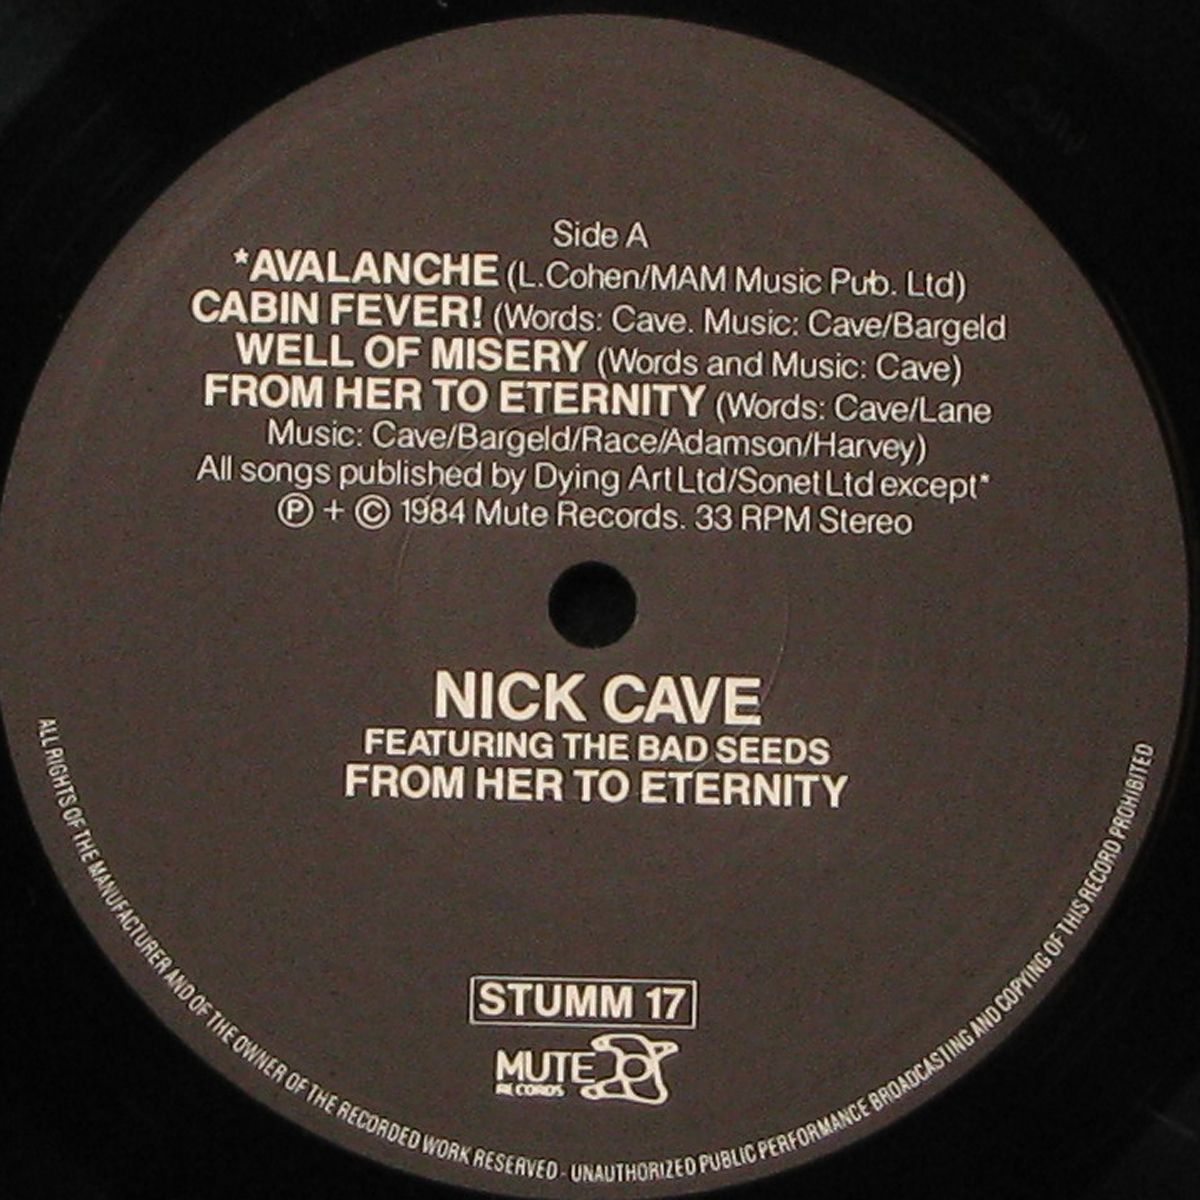 Side A
*AVALANCHE (L.Cohen/MAM Music Pub. Ltd)
CABIN FEVER! (Words: Cave. Music: Cave/Bargeld
WELL OF MISERY (Words and Music: Cave)
FROM HER TO ETERNITY (Words: Cave/Lane
Music: Cave/Bargeld/Race/Adamson/Harvey)
All songs published by Dying Art Ltd/Sonet Ltd except*
℗ + © 1984 Mute Records. 33 RPM Stereo
NICK CAVE
FEATURING THE BAD SEEDS
FROM HER TO ETERNITY
STUMM 17
MUTE
RECORDS
ALL RIGHTS OF THE MANUFACTURER AND OF THE OWNER OF THE RECORDED WORK RESERVED - UNAUTHORIZED PUBLIC PERFORMANCE BROADCASTING AND COPYING OF THIS RECORD PROHIBITED